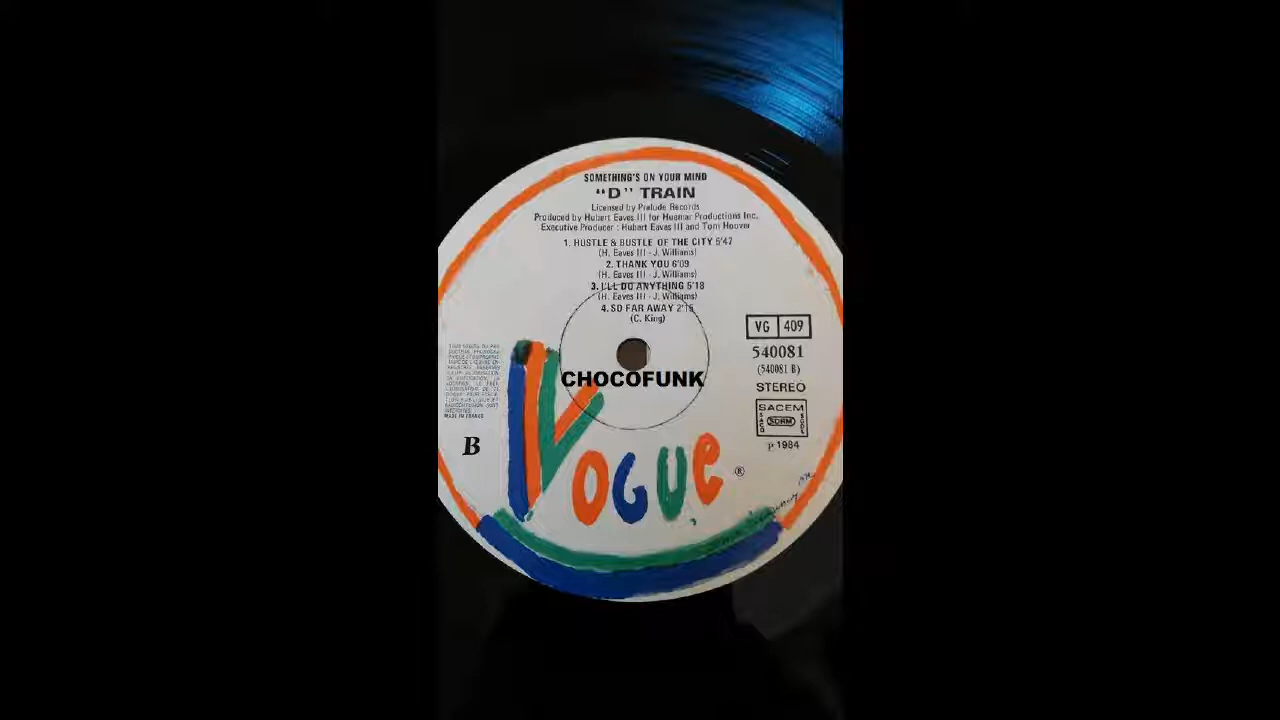 SOMETHING'S ON YOUR MIND
"D" TRAIN
Licensed by Prelude Records
Produced by Hubert Eaves III for Huemar Productions Inc.
Executive Producer : Hubert Eaves III and Tom Hoover
1. HUSTLE & BUSTLE OF THE CITY 5'47
(H. Eaves III - J. Williams)
2. THANK YOU 6'09
(H. Eaves III - J. Williams)
3. I'LL DO ANYTHING 5'18
(H. Eaves III - J. Williams)
4. SO FAR AWAY 2'15
(C. King)
VG 409
540081
(540081 B)
STEREO
SACEM
SDRM
P 1984
CHOCOFUNK
MADE IN FRANCE
B
VOGUE ®